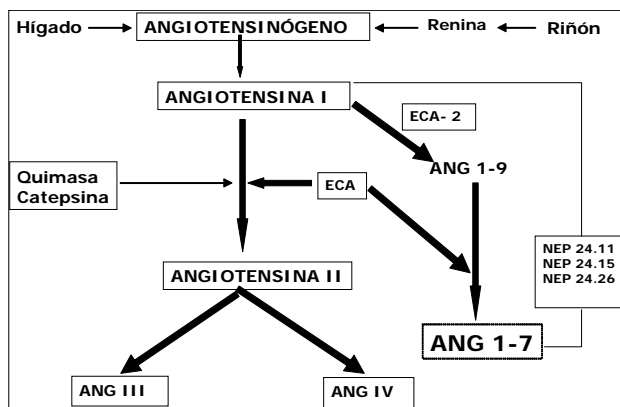 Hígado
ANGIOTENSINÓGENO
Renina
Riñón
ANGIOTENSINA I
ECA- 2
ANG 1-9
Quimasa
Catepsina
ECA
NEP 24.11
NEP 24.15
NEP 24.26
ANGIOTENSINA II
ANG 1-7
ANG III
ANG IV